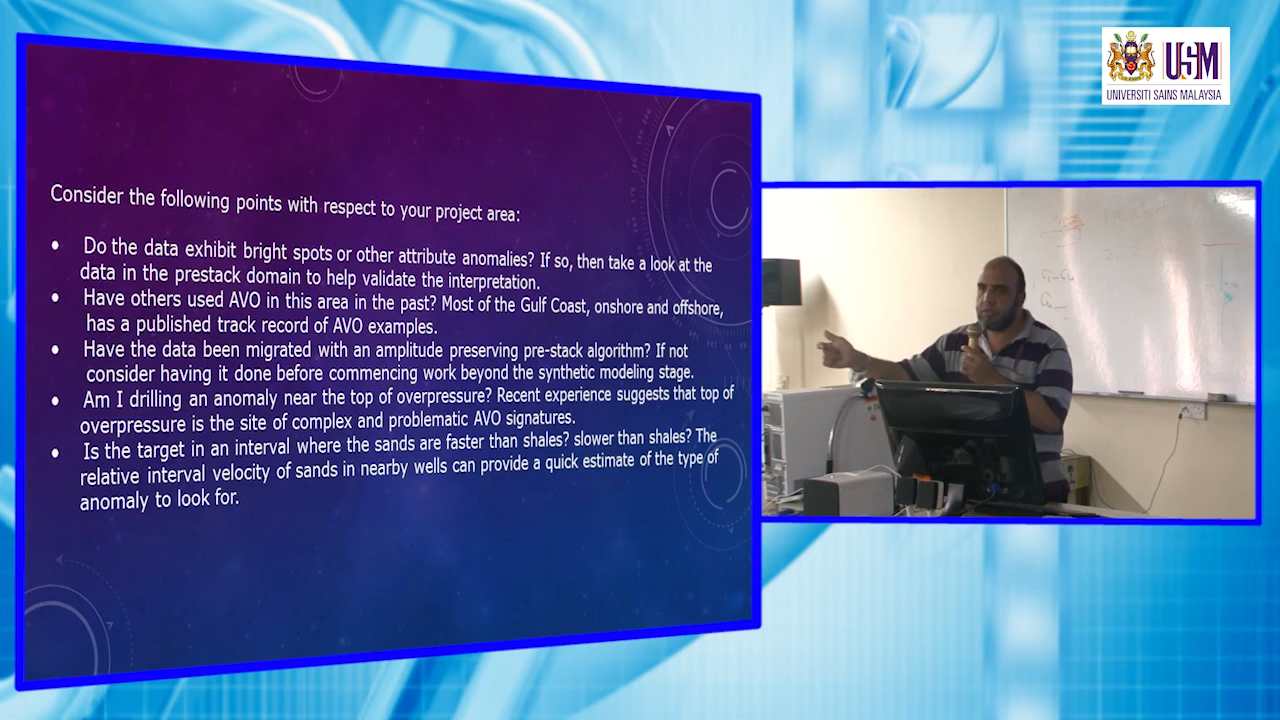 USM
UNIVERSITI SAINS MALAYSIA
Consider the following points with respect to your project area:
• Do the data exhibit bright spots or other attribute anomalies? If so, then take a look at the
data in the prestack domain to help validate the interpretation.
• Have others used AVO in this area in the past? Most of the Gulf Coast, onshore and offshore,
has a published track record of AVO examples.
• Have the data been migrated with an amplitude preserving pre-stack algorithm? If not
consider having it done before commencing work beyond the synthetic modeling stage.
• Am I drilling an anomaly near the top of overpressure? Recent experience suggests that top of
overpressure is the site of complex and problematic AVO signatures.
• Is the target in an interval where the sands are faster than shales? slower than shales? The
relative interval velocity of sands in nearby wells can provide a quick estimate of the type of
anomaly to look for.